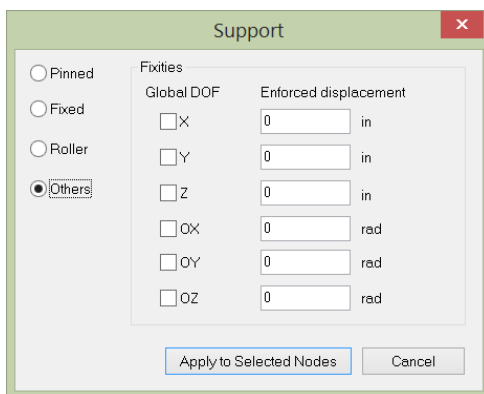 Support
x
Pinned
Fixed
Roller
Others
Fixities
Global DOF Enforced displacement
X 0 in
Y 0 in
Z 0 in
OX 0 rad
OY 0 rad
OZ 0 rad
Apply to Selected Nodes Cancel